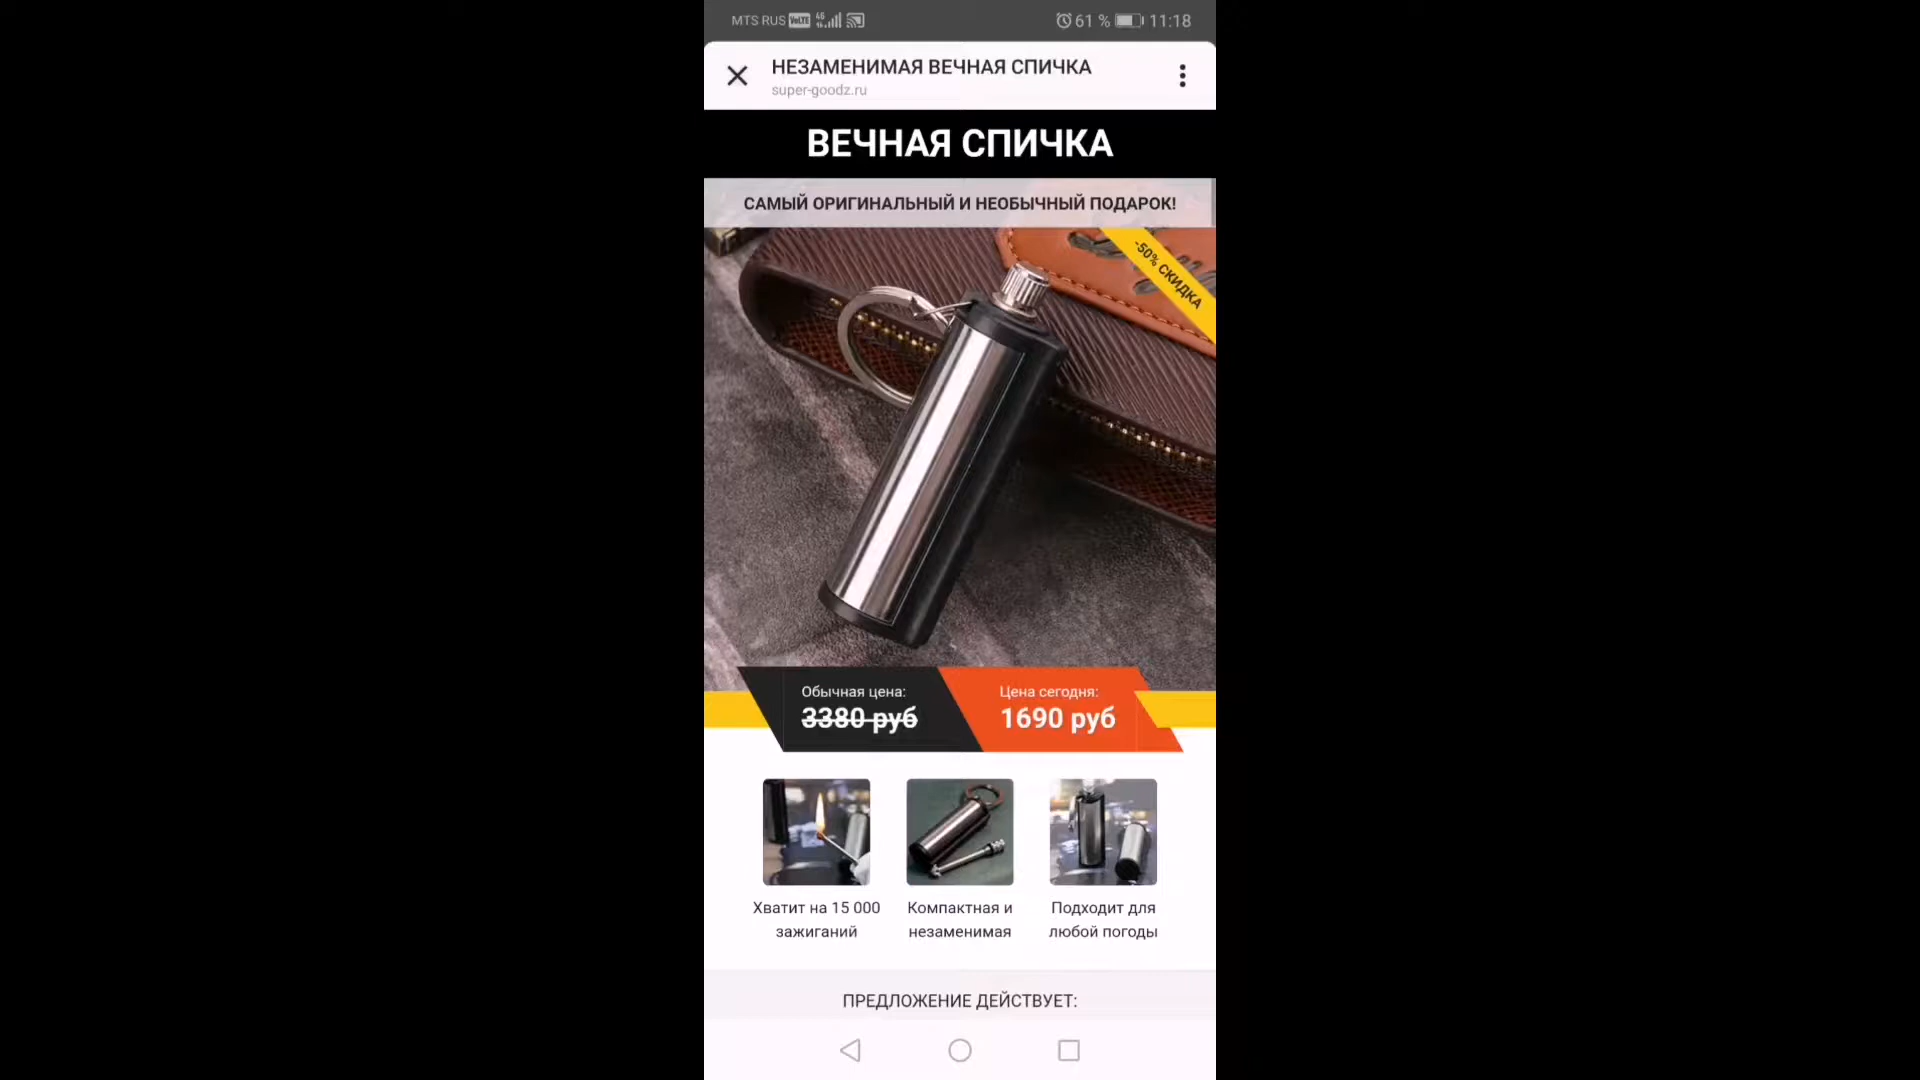 MTS RUS VoLTE 4G 61 % 11:18
НЕЗАМЕНИМАЯ ВЕЧНАЯ СПИЧКА
super-goodz.ru
ВЕЧНАЯ СПИЧКА
САМЫЙ ОРИГИНАЛЬНЫЙ И НЕОБЫЧНЫЙ ПОДАРОК!
-50% СКИДКА
Обычная цена:
3380 руб
Цена сегодня:
1690 руб
Хватит на 15 000
зажиганий
Компактная и
незаменимая
Подходит для
любой погоды
ПРЕДЛОЖЕНИЕ ДЕЙСТВУЕТ: